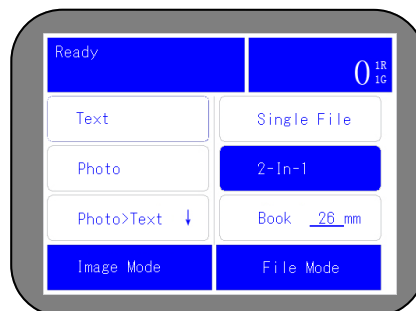 Ready
0 1R
1G
Text
Single File
Photo
2-In-1
Photo>Text ↓
Book 26 mm
Image Mode
File Mode